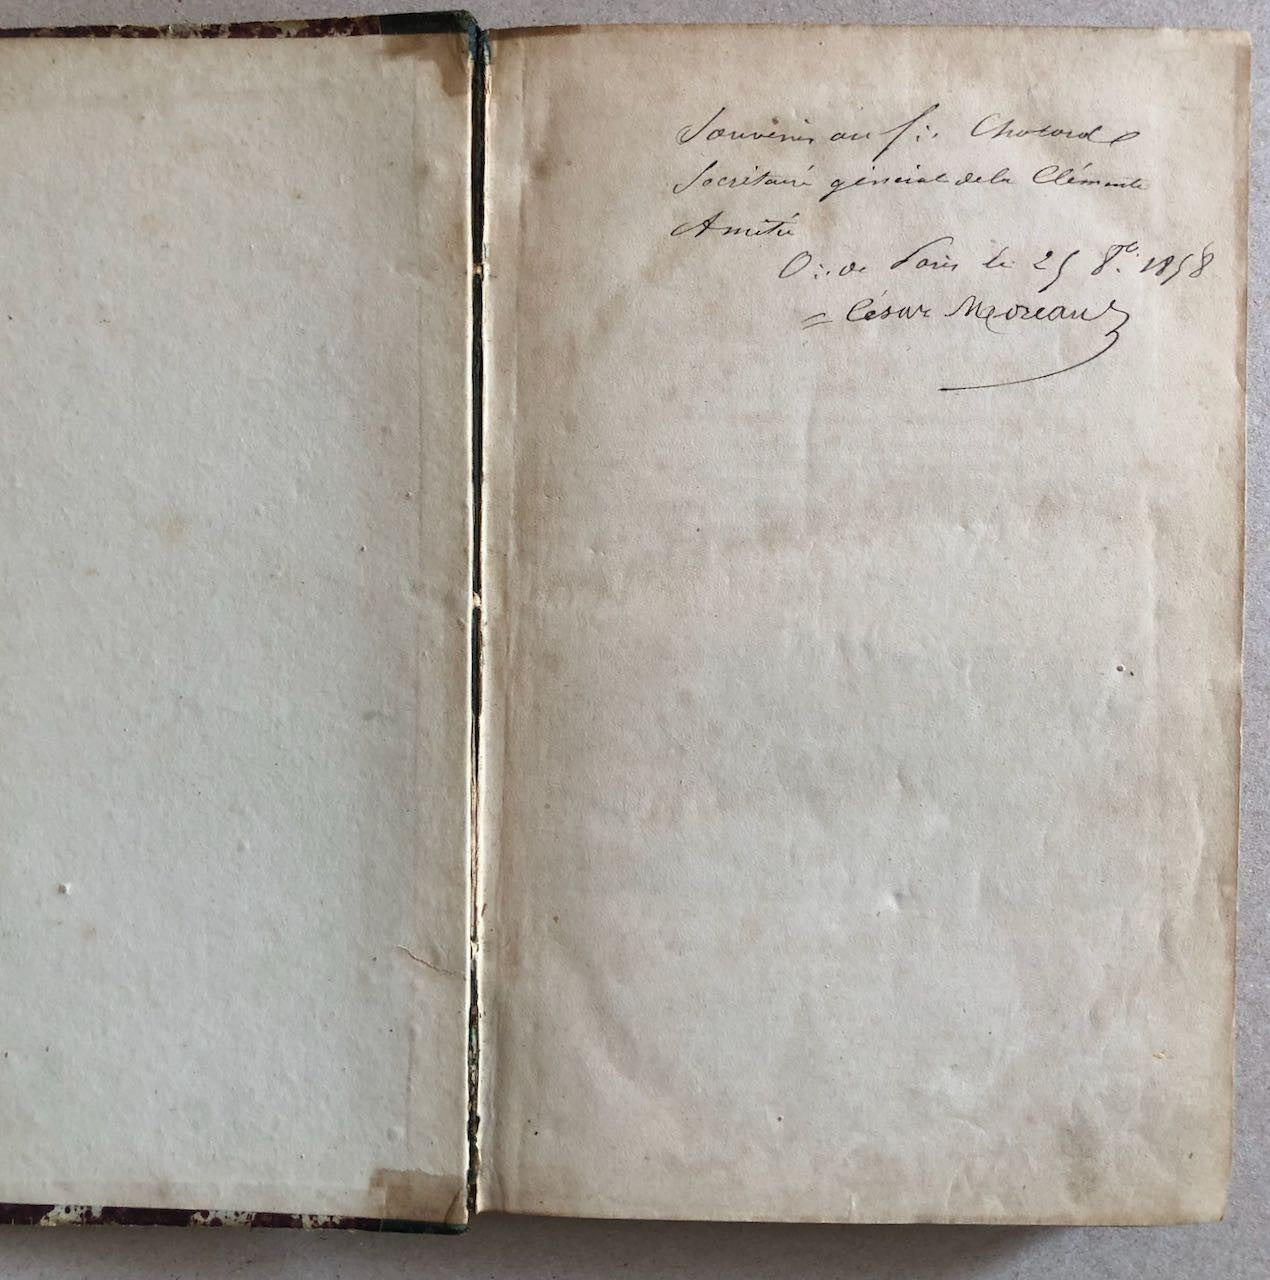 Souvenir au f∴ Chotard
Secrétaire général de la Clémente
Amitié
O∴ de Paris le 25 8bre 1858
= César Moreau